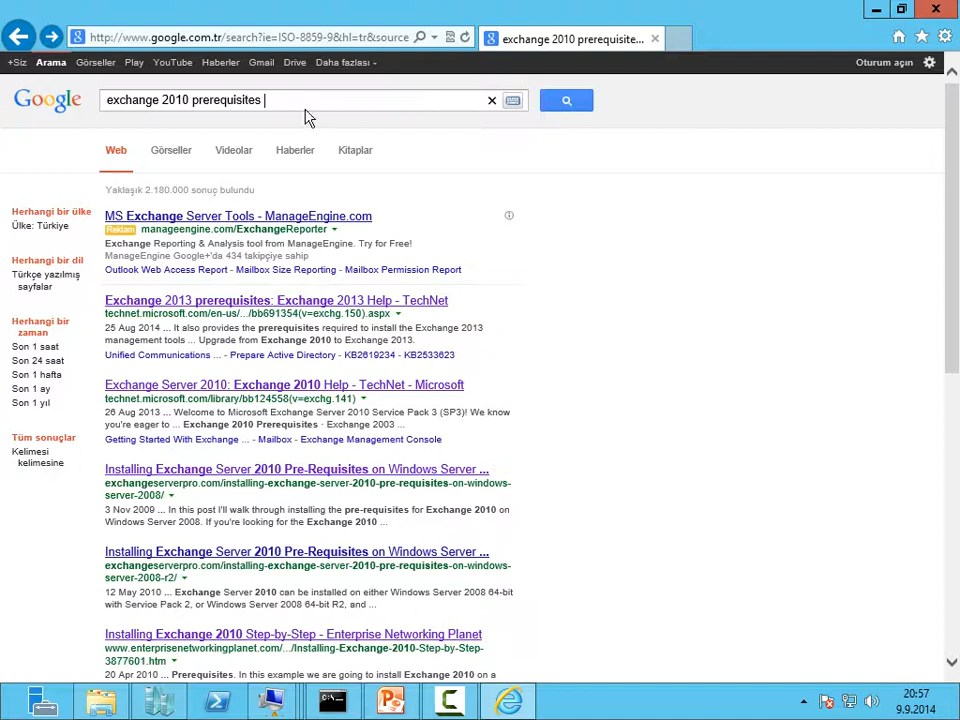 http://www.google.com.tr/search?ie=ISO-8859-9&hl=tr&source
exchange 2010 prerequisite...
+Siz Arama Görseller Play YouTube Haberler Gmail Drive Daha fazlası
Oturum açın
Google
exchange 2010 prerequisites
Web Görseller Videolar Haberler Kitaplar
Yaklaşık 2.180.000 sonuç bulundu
Herhangi bir ülke
Ülke: Türkiye
Herhangi bir dil
Türkçe yazılmış
sayfalar
Herhangi bir
zaman
Son 1 saat
Son 24 saat
Son 1 hafta
Son 1 ay
Son 1 yıl
Tüm sonuçlar
Kelimesi
kelimesine
MS Exchange Server Tools - ManageEngine.com
Reklam manageengine.com/ExchangeReporter
Exchange Reporting & Analysis tool from ManageEngine. Try for Free!
ManageEngine Google+'da 434 takipçiye sahip
Outlook Web Access Report - Mailbox Size Reporting - Mailbox Permission Report
Exchange 2013 prerequisites: Exchange 2013 Help - TechNet
technet.microsoft.com/en-us/.../bb691354(v=exchg.150).aspx
25 Aug 2014 ... It also provides the prerequisites required to install the Exchange 2013
management tools ... Upgrade from Exchange 2010 to Exchange 2013.
Unified Communications ... - Prepare Active Directory - KB2619234 - KB2533623
Exchange Server 2010: Exchange 2010 Help - TechNet - Microsoft
technet.microsoft.com/library/bb124558(v=exchg.141)
26 Aug 2013 ... Welcome to Microsoft Exchange Server 2010 Service Pack 3 (SP3)! We know
you're eager to ... Exchange 2010 Prerequisites · Exchange 2003 ...
Getting Started With Exchange ... - Mailbox - Exchange Management Console
Installing Exchange Server 2010 Pre-Requisites on Windows Server ...
exchangeserverpro.com/installing-exchange-server-2010-pre-requisites-on-windows-
server-2008/
3 Nov 2009 ... In this post I'll walk through installing the pre-requisites for Exchange 2010 on
Windows Server 2008. If you're looking for the Exchange 2010 ...
Installing Exchange Server 2010 Pre-Requisites on Windows Server ...
exchangeserverpro.com/installing-exchange-server-2010-pre-requisites-on-windows-
server-2008-r2/
12 May 2010 ... Exchange Server 2010 can be installed on either Windows Server 2008 64-bit
with Service Pack 2, or Windows Server 2008 64-bit R2, and ...
Installing Exchange 2010 Step-by-Step - Enterprise Networking Planet
www.enterprisenetworkingplanet.com/.../Installing-Exchange-2010-Step-by-Step-
3877601.htm
20 Apr 2010 ... Prerequisites. In this example we are going to install Exchange 2010 on a
20:57
9.9.2014